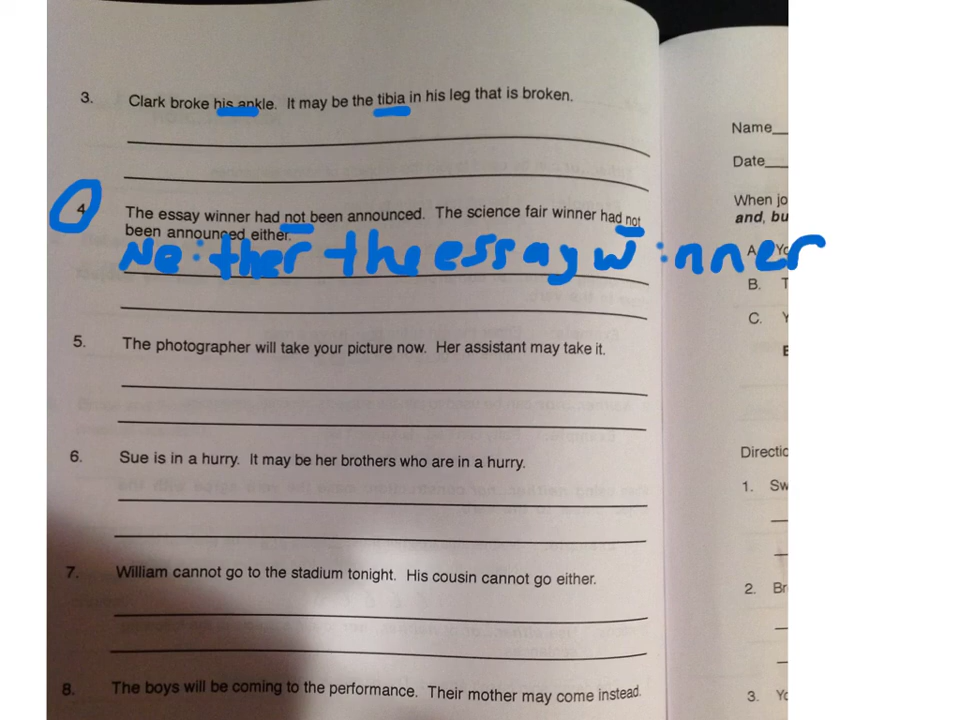 3. Clark broke his ankle. It may be the tibia in his leg that is broken.
4 The essay winner had not been announced. The science fair winner had not
been announced either.
Neither the essay winner
5. The photographer will take your picture now. Her assistant may take it.
6. Sue is in a hurry. It may be her brothers who are in a hurry.
7. William cannot go to the stadium tonight. His cousin cannot go either.
8. The boys will be coming to the performance. Their mother may come instead.
Name
Date
When jo
and, bu
A. Yo
B. T
C. Y
E
Directio
1. Sw
2. Br
3. Yo